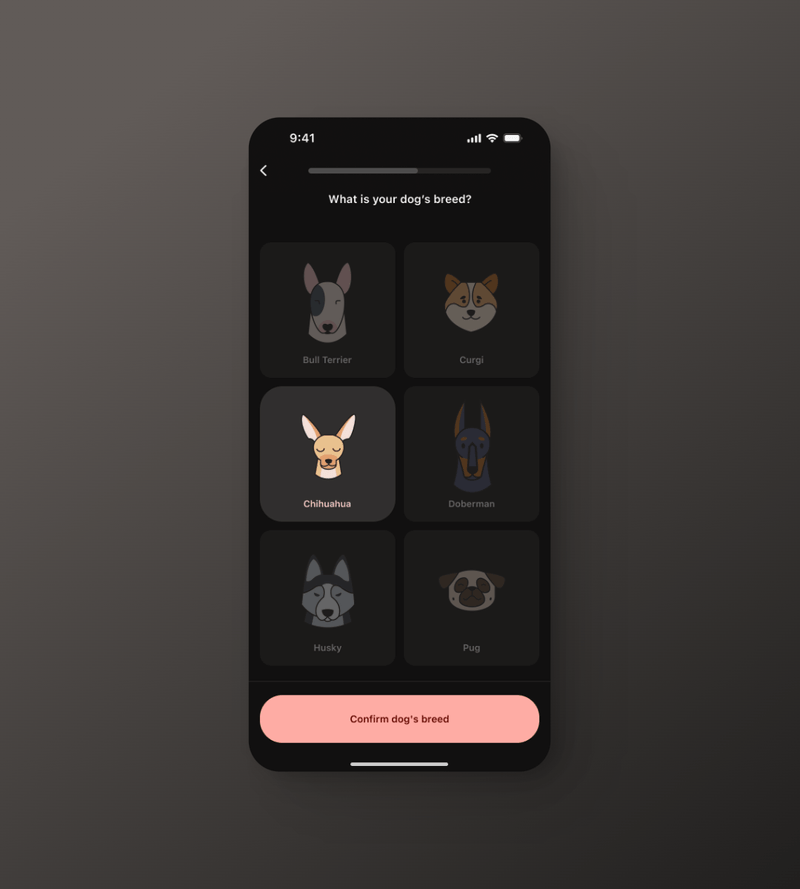 9:41
What is your dog's breed?
Bull Terrier
Curgi
Chihuahua
Doberman
Husky
Pug
Confirm dog's breed